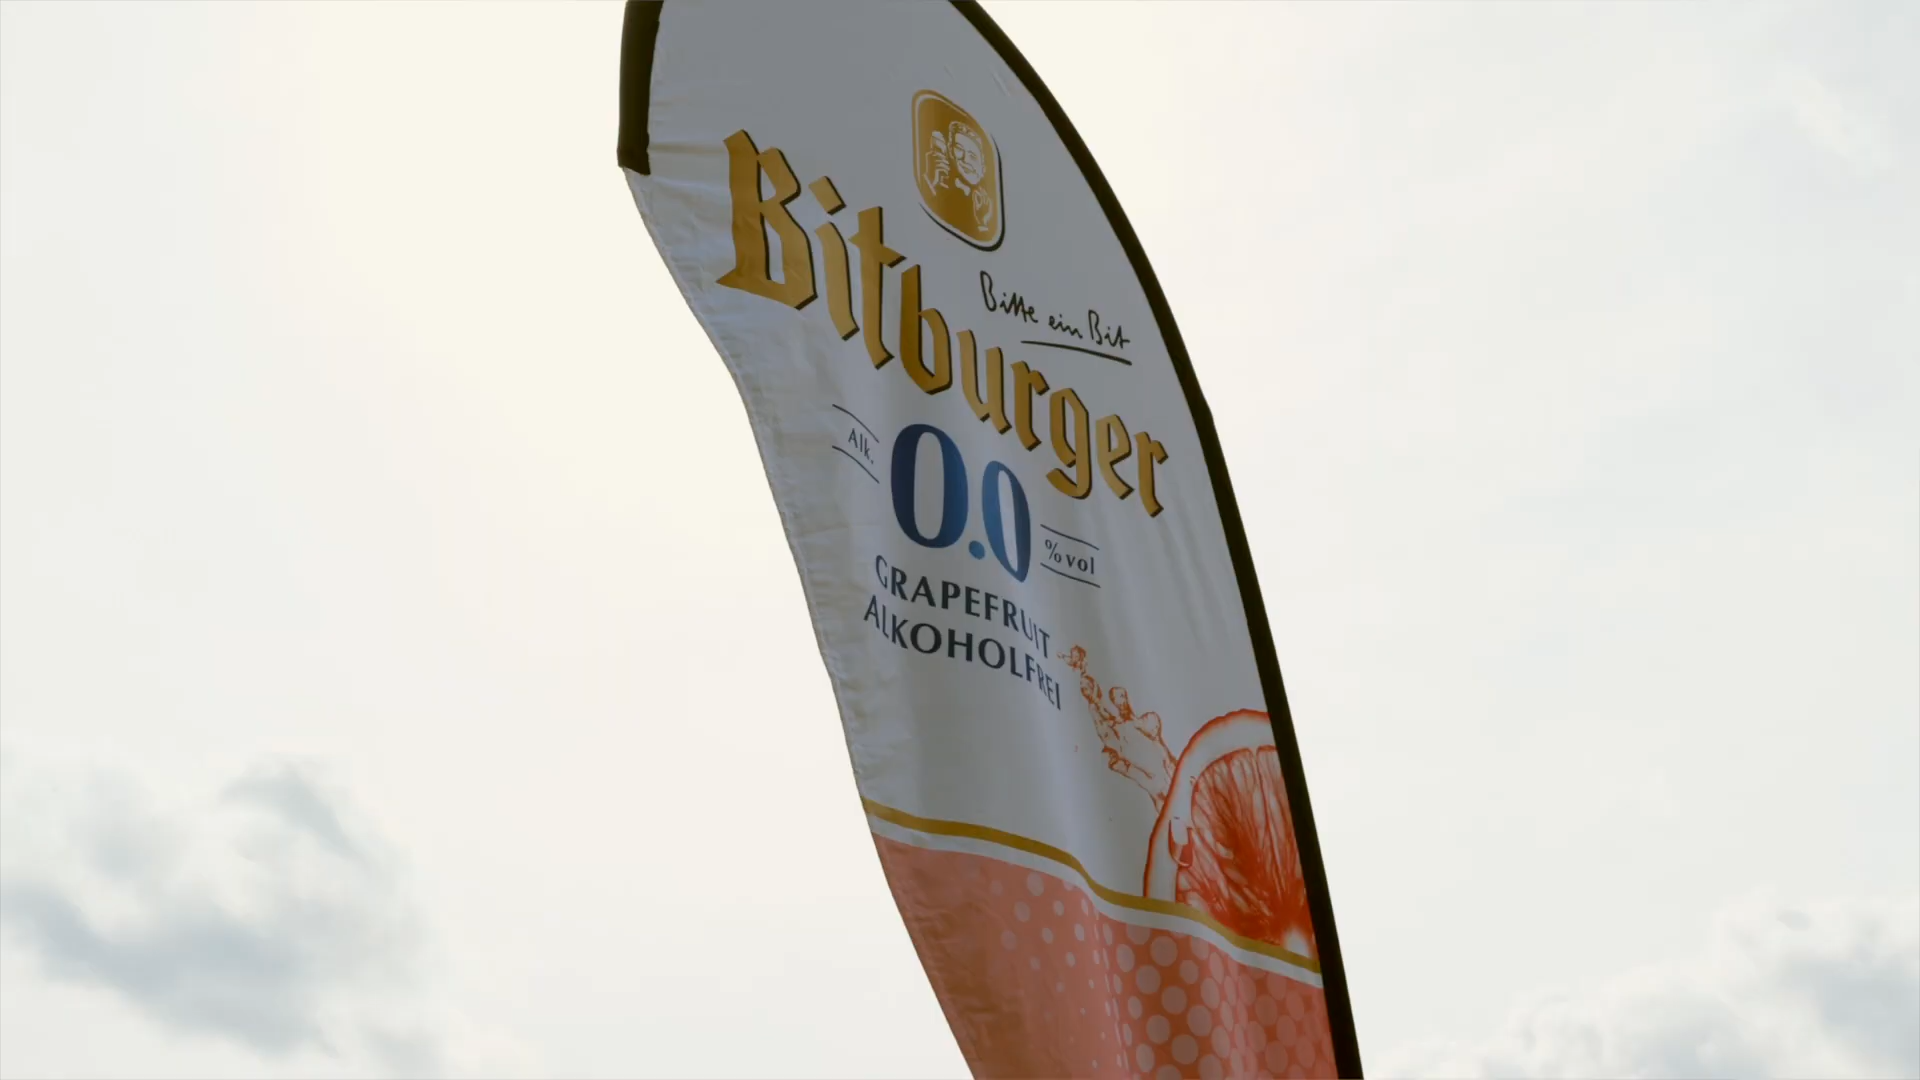 Bitte ein Bit
Bitburger
Alk. 0.0 % vol
GRAPEFRUIT
ALKOHOLFREI